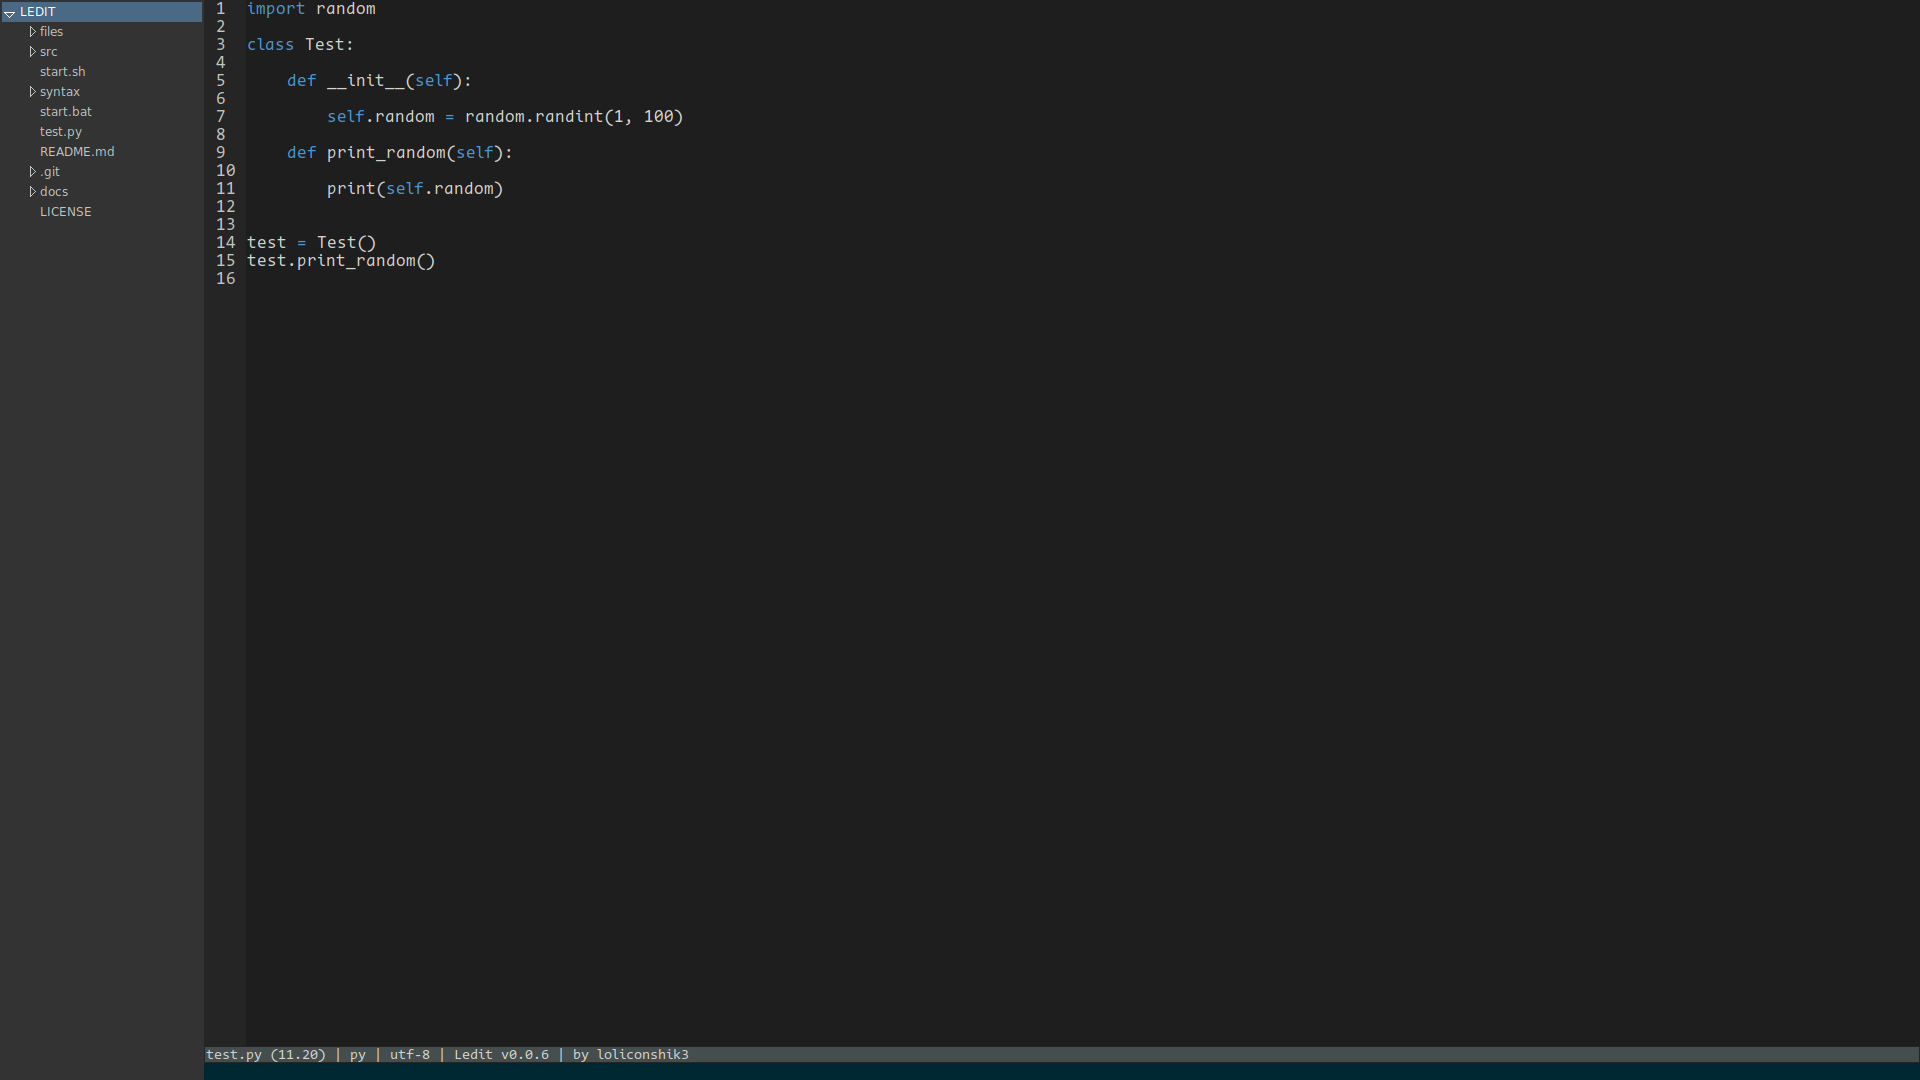 LEDIT
files
src
start.sh
syntax
start.bat
test.py
README.md
.git
docs
LICENSE
1 import random
2
3 class Test:
4
5     def __init__(self):
6
7         self.random = random.randint(1, 100)
8
9     def print_random(self):
10
11         print(self.random)
12
13
14 test = Test()
15 test.print_random()
16
test.py (11.20) | py | utf-8 | Ledit v0.0.6 | by loliconshik3